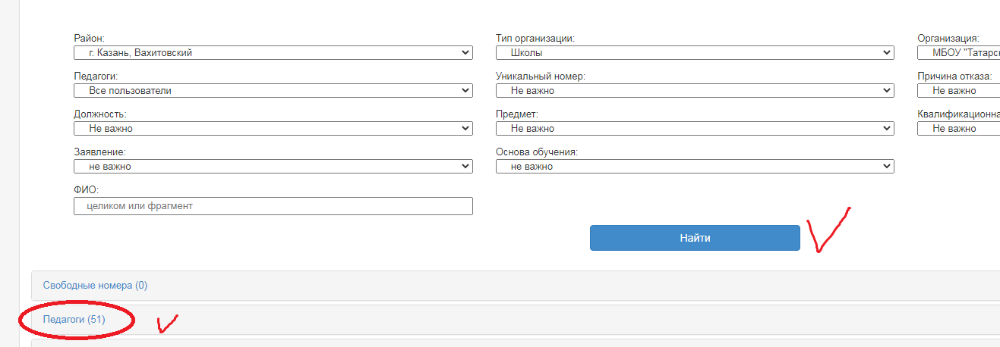 Район: Тип организации: Организация:
г. Казань, Вахитовский Школы МБОУ "Татарс
Педагоги: Уникальный номер: Причина отказа:
Все пользователи Не важно Не важно
Должность: Предмет: Квалификационна
Не важно Не важно Не важно
Заявление: Основа обучения:
не важно не важно
ФИО:
целиком или фрагмент
Найти
Свободные номера (0)
Педагоги (51)